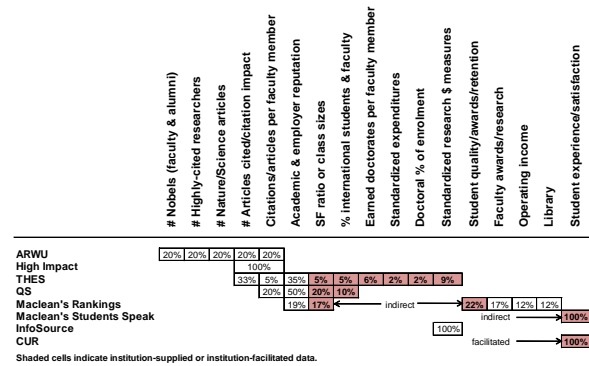 # Nobels (faculty & alumni)
# Highly-cited researchers
# Nature/Science articles
# Articles cited/citation impact
Citations/articles per faculty member
Academic & employer reputation
SF ratio or class sizes
% international students & faculty
Earned doctorates per faculty member
Standardized expenditures
Doctoral % of enrolment
Standardized research $ measures
Student quality/awards/retention
Faculty awards/research
Operating income
Library
Student experience/satisfaction
ARWU 20% 20% 20% 20% 20%
High Impact 100%
THES 33% 5% 35% 5% 5% 6% 2% 2% 9%
QS 20% 50% 20% 10%
Maclean's Rankings 19% 17% indirect 22% 17% 12% 12%
Maclean's Students Speak indirect 100%
InfoSource 100%
CUR facilitated 100%
Shaded cells indicate institution-supplied or institution-facilitated data.